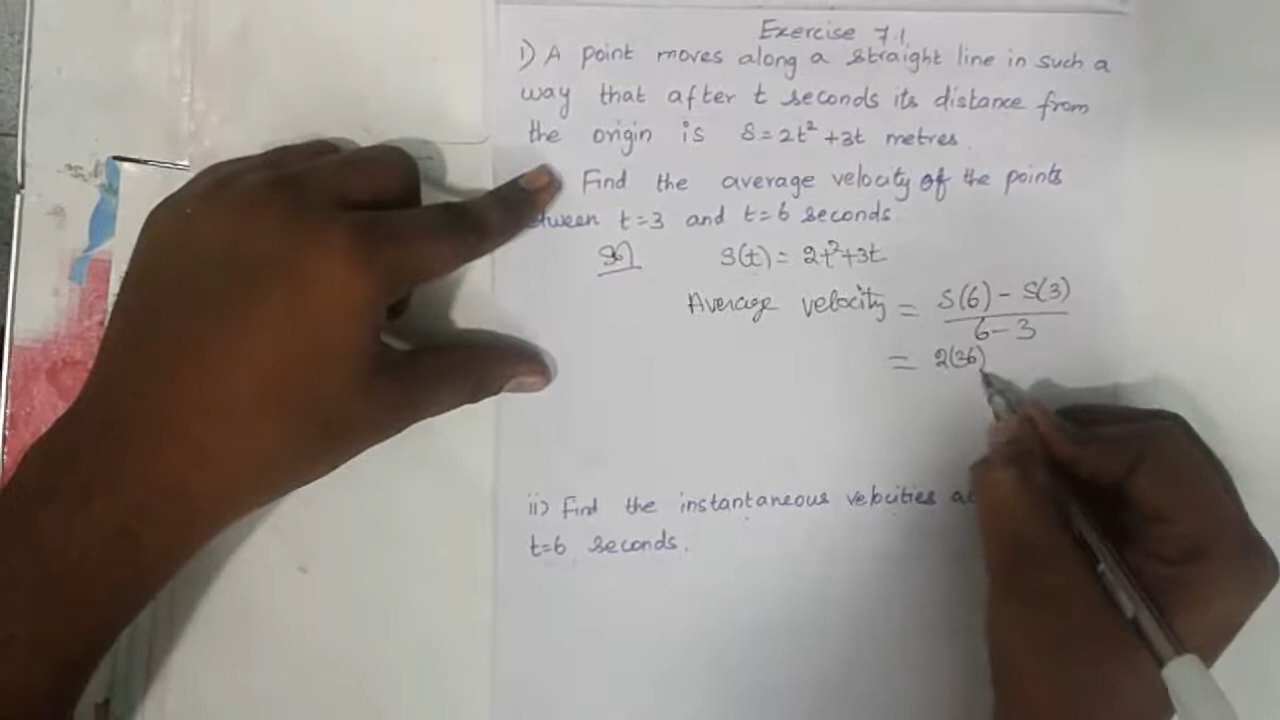 Exercise 7.1
i) A point moves along a straight line in such a
way that after t seconds its distance from
the origin is S = 2t² + 3t metres.
Find the average velocity of the points
tween t=3 and t=6 seconds.
S(t) = 2t²+3t
Average velocity = S(6) - S(3) / 6-3
= 2(36)
ii) Find the instantaneous velocities
t=6 seconds.